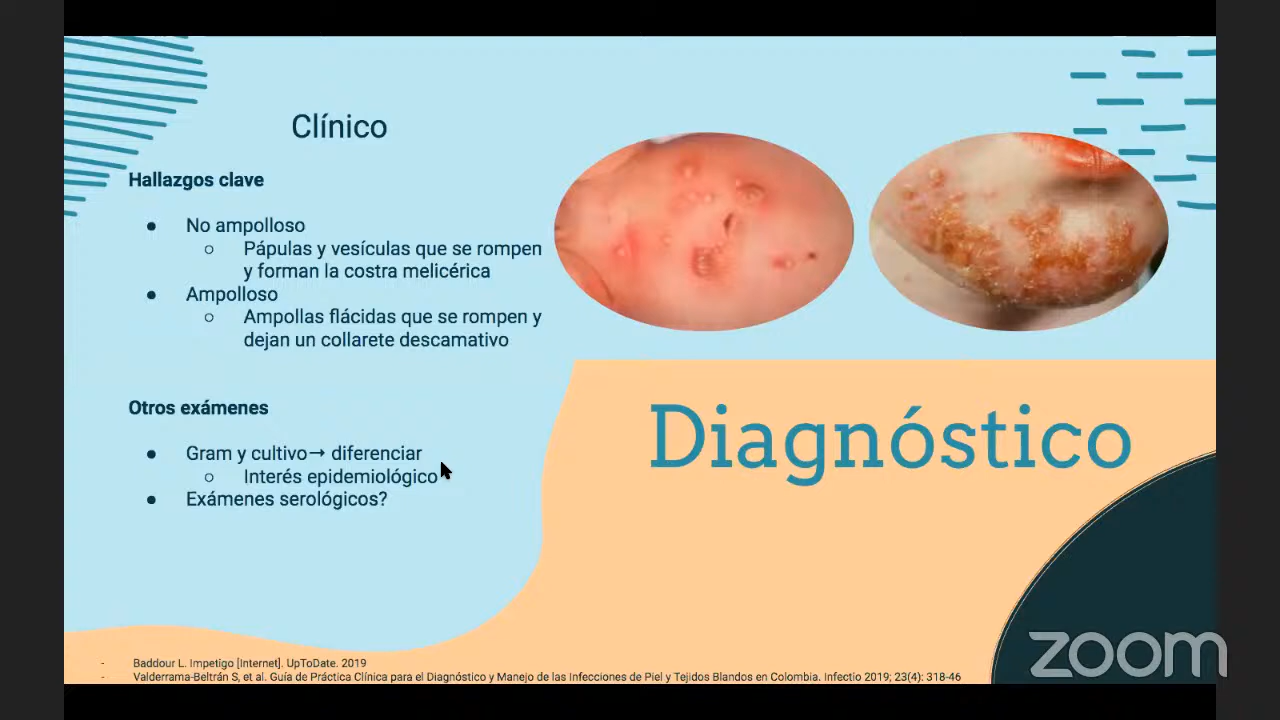 Clínico
Hallazgos clave
● No ampolloso
○ Pápulas y vesículas que se rompen
y forman la costra melicérica
● Ampolloso
○ Ampollas flácidas que se rompen y
dejan un collarete descamativo
Otros exámenes
● Gram y cultivo→ diferenciar
○ Interés epidemiológico
● Exámenes serológicos?
Diagnóstico
- Baddour L. Impetigo [Internet]. UpToDate. 2019
- Valderrama-Beltrán S, et al. Guía de Práctica Clínica para el Diagnóstico y Manejo de las Infecciones de Piel y Tejidos Blandos en Colombia. Infectio 2019; 23(4): 318-46
zoom